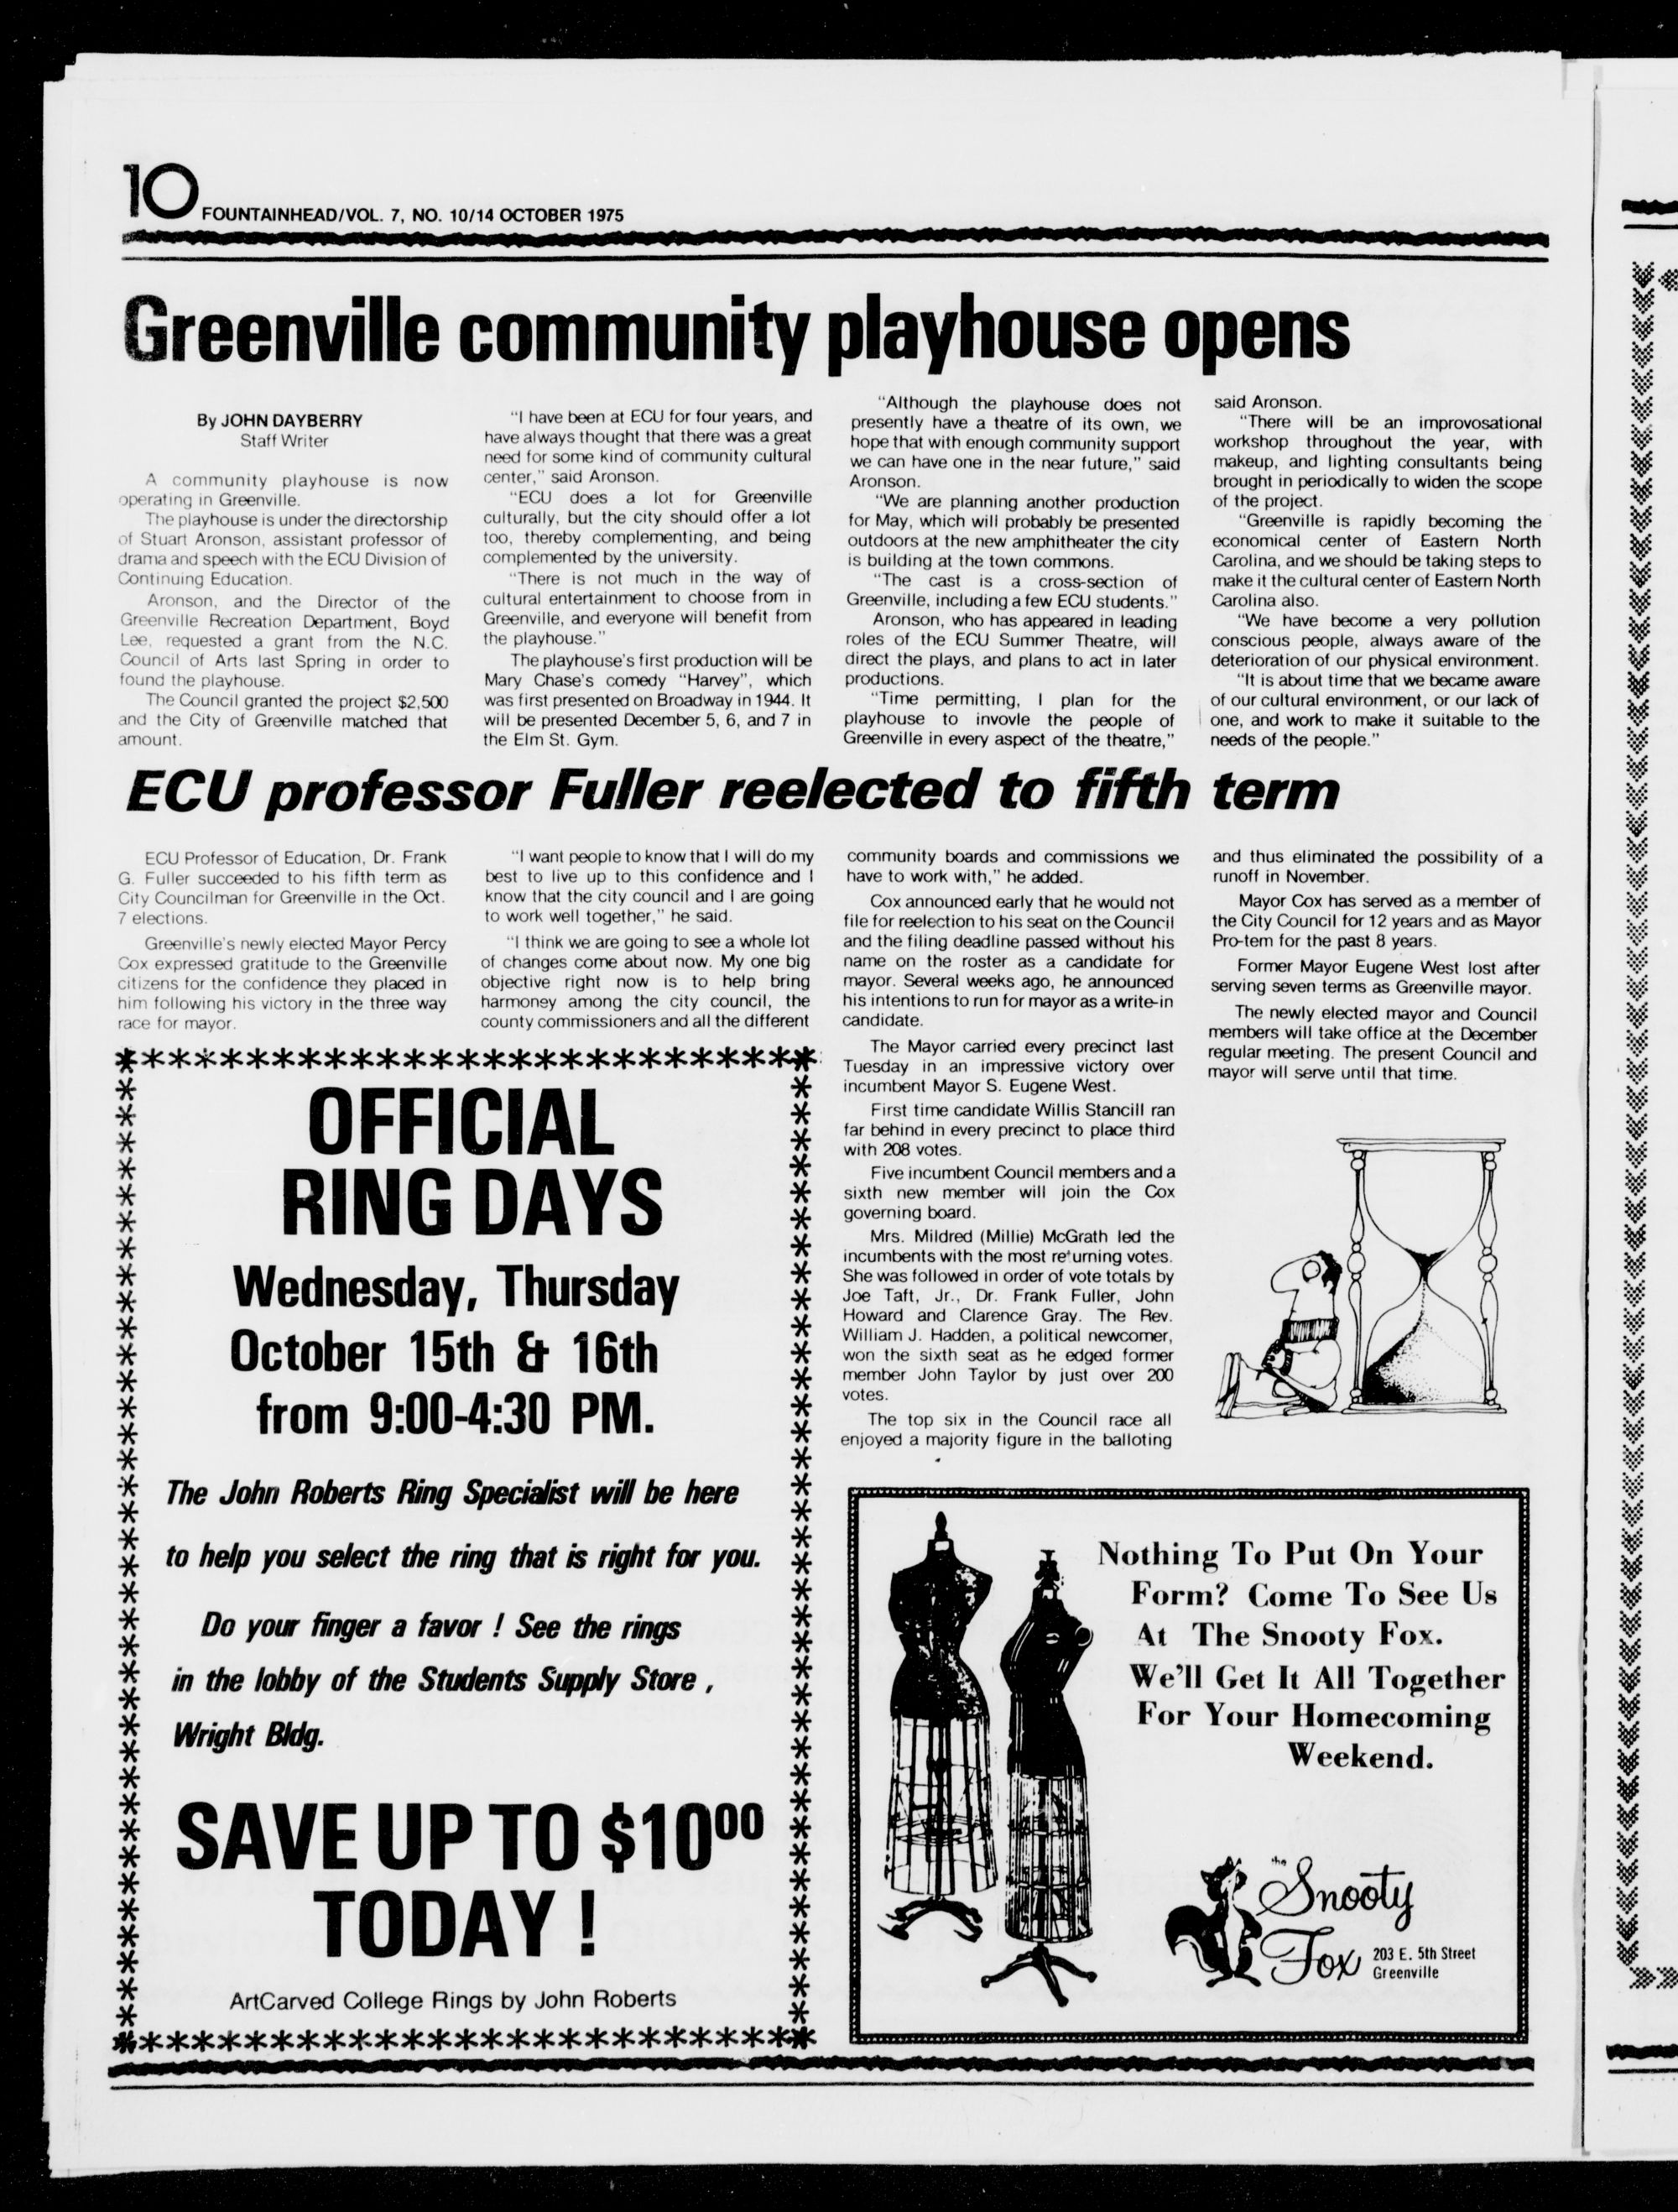 10
FOUNTAINHEAD/VOL. 7, NO. 10/14 OCTOBER 1975
Greenville community playhouse opens
By JOHN DAYBERRY
Staff Writer
A community playhouse is now
operating in Greenville.
The playhouse is under the directorship
of Stuart Aronson, assistant professor of
drama and speech with the ECU Division of
Continuing Education.
Aronson, and the Director of the
Greenville Recreation Department, Boyd
Lee, requested a grant from the N.C.
Council of Arts last Spring in order to
found the playhouse.
The Council granted the project $2,500
and the City of Greenville matched that
amount.
"I have been at ECU for four years, and
have always thought that there was a great
need for some kind of community cultural
center," said Aronson.
"ECU does a lot for Greenville
culturally, but the city should offer a lot
too, thereby complementing, and being
complemented by the university.
"There is not much in the way of
cultural entertainment to choose from in
Greenville, and everyone will benefit from
the playhouse."
The playhouse's first production will be
Mary Chase's comedy "Harvey", which
was first presented on Broadway in 1944. It
will be presented December 5, 6, and 7 in
the Elm St. Gym.
"Although the playhouse does not
presently have a theatre of its own, we
hope that with enough community support
we can have one in the near future," said
Aronson.
"We are planning another production
for May, which will probably be presented
outdoors at the new amphitheater the city
is building at the town commons.
"The cast is a cross-section of
Greenville, including a few ECU students."
Aronson, who has appeared in leading
roles of the ECU Summer Theatre, will
direct the plays, and plans to act in later
productions.
"Time permitting, I plan for the
playhouse to invovle the people of
Greenville in every aspect of the theatre,"
said Aronson.
"There will be an improvosational
workshop throughout the year, with
makeup, and lighting consultants being
brought in periodically to widen the scope
of the project.
"Greenville is rapidly becoming the
economical center of Eastern North
Carolina, and we should be taking steps to
make it the cultural center of Eastern North
Carolina also.
"We have become a very pollution
conscious people, always aware of the
deterioration of our physical environment.
"It is about time that we became aware
of our cultural environment, or our lack of
one, and work to make it suitable to the
needs of the people."
ECU professor Fuller reelected to fifth term
ECU Professor of Education, Dr. Frank
G. Fuller succeeded to his fifth term as
City Councilman for Greenville in the Oct.
7 elections.
Greenville's newly elected Mayor Percy
Cox expressed gratitude to the Greenville
citizens for the confidence they placed in
him following his victory in the three way
race for mayor.
"I want people to know that I will do my
best to live up to this confidence and I
know that the city council and I are going
to work well together," he said.
"I think we are going to see a whole lot
of changes come about now. My one big
objective right now is to help bring
harmoney among the city council, the
county commissioners and all the different
community boards and commissions we
have to work with," he added.
Cox announced early that he would not
file for reelection to his seat on the Council
and the filing deadline passed without his
name on the roster as a candidate for
mayor. Several weeks ago, he announced
his intentions to run for mayor as a write-in
candidate.
The Mayor carried every precinct last
Tuesday in an impressive victory over
incumbent Mayor S. Eugene West.
First time candidate Willis Stancill ran
far behind in every precinct to place third
with 208 votes.
Five incumbent Council members and a
sixth new member will join the Cox
governing board.
Mrs. Mildred (Millie) McGrath led the
incumbents with the most returning votes.
She was followed in order of vote totals by
Joe Taft, Jr., Dr. Frank Fuller, John
Howard and Clarence Gray. The Rev.
William J. Hadden, a political newcomer,
won the sixth seat as he edged former
member John Taylor by just over 200
votes.
The top six in the Council race all
enjoyed a majority figure in the balloting
and thus eliminated the possibility of a
runoff in November.
Mayor Cox has served as a member of
the City Council for 12 years and as Mayor
Pro-tem for the past 8 years.
Former Mayor Eugene West lost after
serving seven terms as Greenville mayor.
The newly elected mayor and Council
members will take office at the December
regular meeting. The present Council and
mayor will serve until that time.
OFFICIAL
RING DAYS
Wednesday, Thursday
October 15th & 16th
from 9:00-4:30 PM.
The John Roberts Ring Specialist will be here
to help you select the ring that is right for you.
Do your finger a favor ! See the rings
in the lobby of the Students Supply Store ,
Wright Bldg.
SAVE UP TO $10⁰⁰
TODAY !
ArtCarved College Rings by John Roberts
Nothing To Put On Your
Form? Come To See Us
At The Snooty Fox.
We'll Get It All Together
For Your Homecoming
Weekend.
the Snooty
Fox
203 E. 5th Street
Greenville